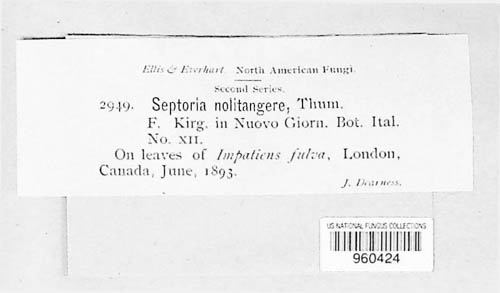 Ellis & Everhart. North American Fungi.
Second Series.
2949. Septoria nolitangere, Thum.
F. Kirg. in Nuovo Giorn. Bot. Ital.
No. XII.
On leaves of Impatiens fulva, London,
Canada, June, 1893.
J. Dearness.
US NATIONAL FUNGUS COLLECTIONS
960424